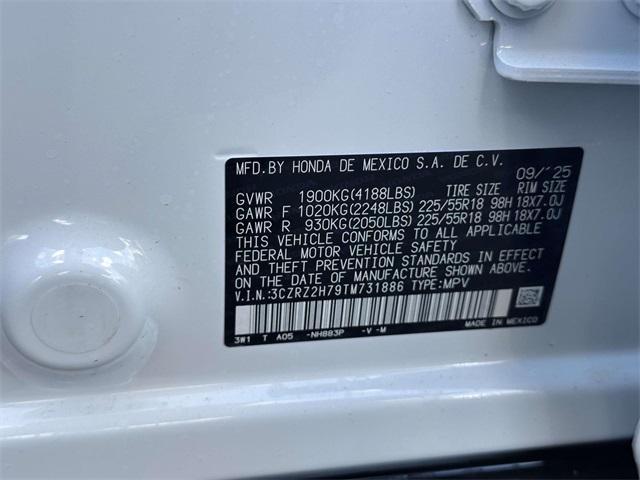 MFD.BY HONDA DE MEXICO S.A. DE C.V. 09/'25
GVWR 1900KG(4188LBS) TIRE SIZE RIM SIZE
GAWR F 1020KG(2248LBS) 225/55R18 98H 18X7.0J
GAWR R 930KG(2050LBS) 225/55R18 98H 18X7.0J
THIS VEHICLE CONFORMS TO ALL APPLICABLE
FEDERAL MOTOR VEHICLE SAFETY
AND THEFT PREVENTION STANDARDS IN EFFECT
ON THE DATE OF MANUFACTURE SHOWN ABOVE.
V.I.N.:3CZRZ2H79TM731886 TYPE:MPV
3W1 T A05 -NH883P -V -M MADE IN MEXICO